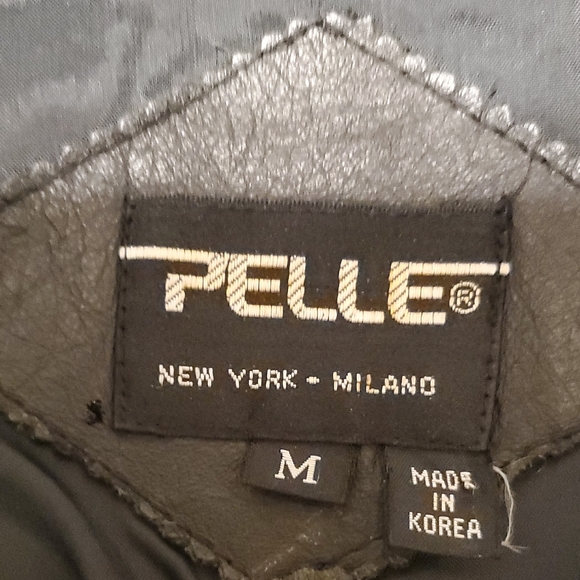 PELLE®
NEW YORK - MILANO
M
MADE
IN
KOREA